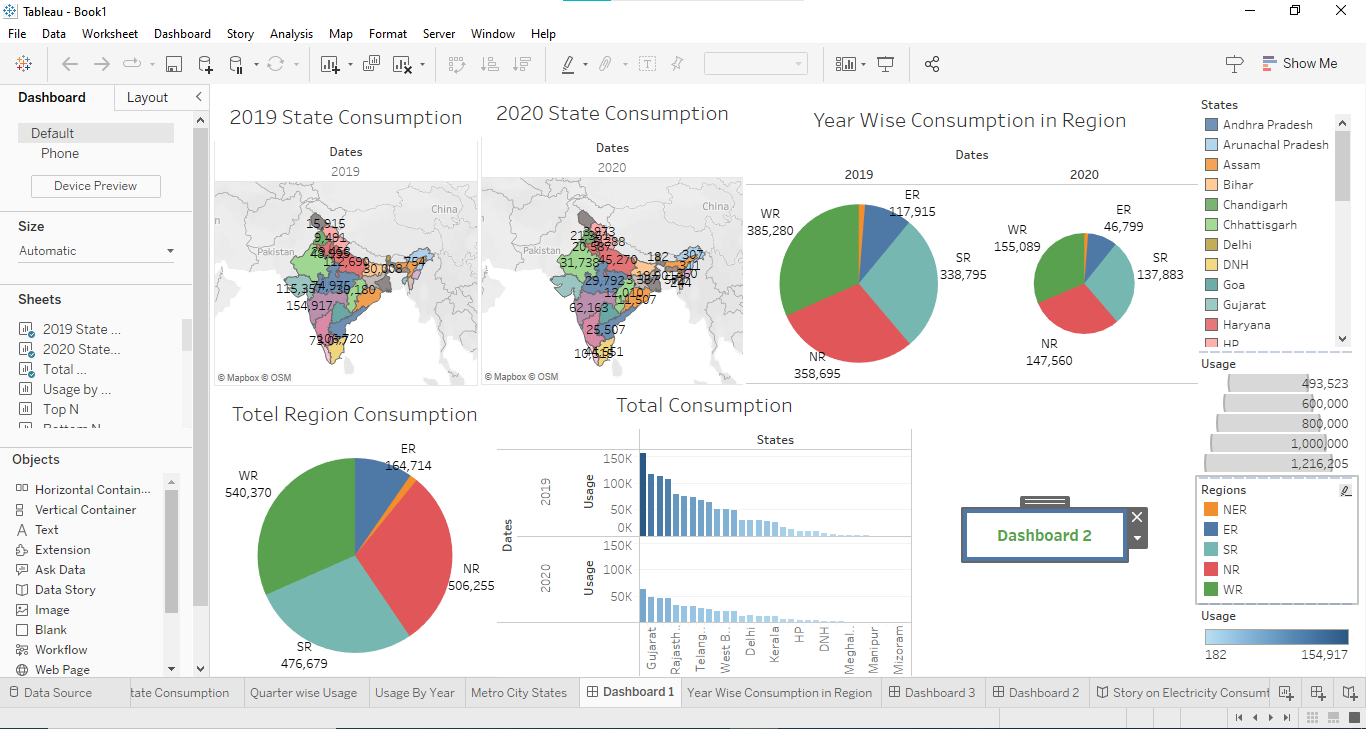 Tableau - Book1
File Data Worksheet Dashboard Story Analysis Map Format Server Window Help
Show Me
Dashboard Layout
Default
Phone
Device Preview
Size
Automatic
Sheets
2019 State ...
2020 State...
Total ...
Usage by ...
Top N
Objects
Horizontal Contain...
Vertical Container
Text
Extension
Ask Data
Data Story
Image
Blank
Workflow
Web Page
2019 State Consumption
Dates
2019
China
Pakistan
15,915
9,491
112,690
30,008
754
74,975
30,180
115,357
154,917
© Mapbox © OSM
2020 State Consumption
Dates
2020
China
Pakistan
182
307
45,270
31,738
29,792
12,010
11,507
62,163
25,507
© Mapbox © OSM
Year Wise Consumption in Region
Dates
2019
2020
ER
117,915
WR
385,280
SR
338,795
NR
358,695
ER
46,799
WR
155,089
SR
137,883
NR
147,560
Totel Region Consumption
ER
164,714
WR
540,370
NR
506,255
SR
476,679
Total Consumption
States
Dates
2019
Usage
150K
100K
50K
0K
2020
Usage
150K
100K
50K
Gujarat
Rajasth..
Telang..
West B..
Delhi
Kerala
HP
DNH
Meghal..
Manipur
Mizoram
Dashboard 2
States
Andhra Pradesh
Arunachal Pradesh
Assam
Bihar
Chandigarh
Chhattisgarh
Delhi
DNH
Goa
Gujarat
Haryana
HP
Usage
493,523
600,000
800,000
1,000,000
1,216,205
Regions
NER
ER
SR
NR
WR
Usage
182 154,917
Data Source
tate Consumption
Quarter wise Usage
Usage By Year
Metro City States
Dashboard 1
Year Wise Consumption in Region
Dashboard 3
Dashboard 2
Story on Electricity Consumt